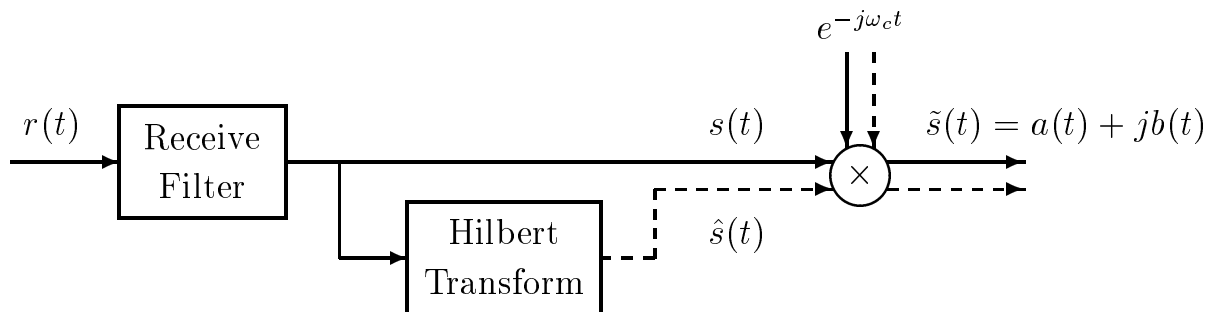 e^{-jω_c t}
r(t)
Receive
Filter
s(t)
s̃(t) = a(t) + jb(t)
×
Hilbert
Transform
ŝ(t)